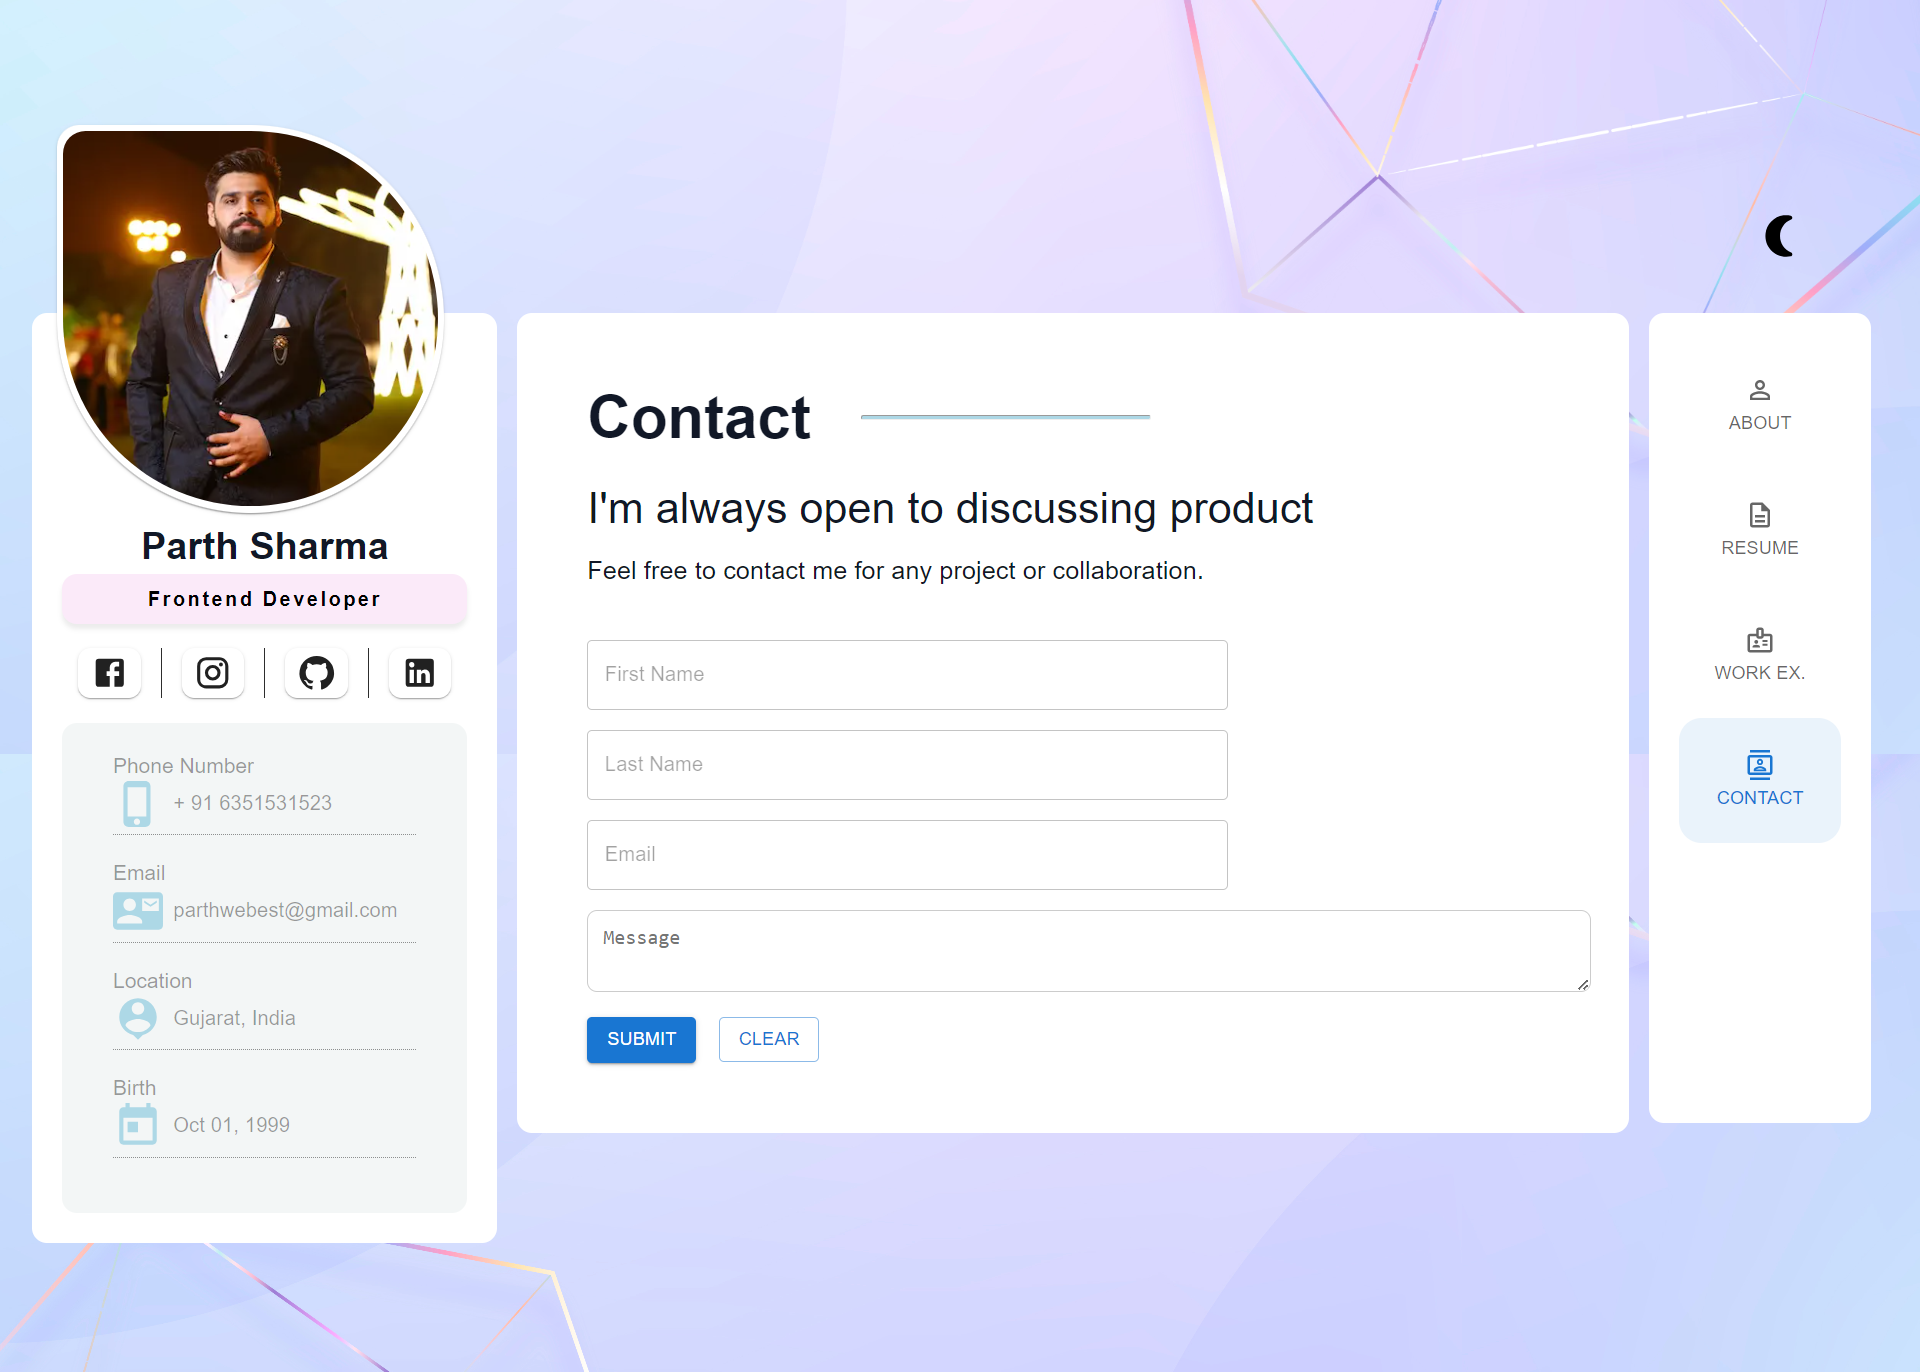 Parth Sharma
Frontend Developer
Phone Number
+ 91 6351531523
Email
parthwebest@gmail.com
Location
Gujarat, India
Birth
Oct 01, 1999
Contact
I'm always open to discussing product
Feel free to contact me for any project or collaboration.
First Name
Last Name
Email
Message
SUBMIT CLEAR
ABOUT
RESUME
WORK EX.
CONTACT